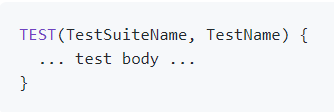 TEST(TestSuiteName, TestName) {
  ... test body ...
}